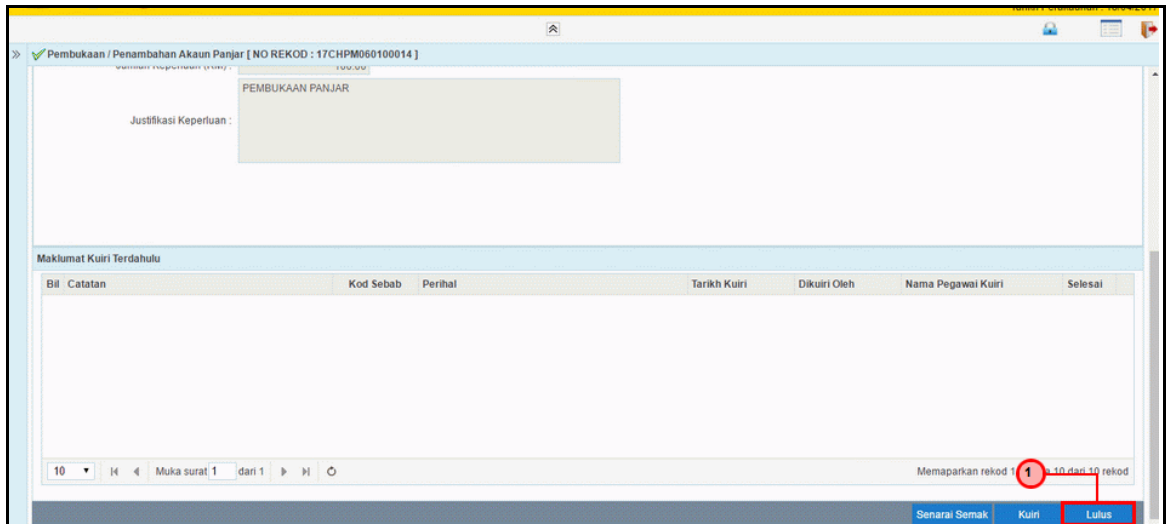 Pembukaan / Penambahan Akaun Panjar [ NO REKOD : 17CHPM060100014 ]
PEMBUKAAN PANJAR
Justifikasi Keperluan :
Maklumat Kuiri Terdahulu
Bil Catatan Kod Sebab Perihal Tarikh Kuiri Dikuiri Oleh Nama Pegawai Kuiri Selesai
10 Muka surat 1 dari 1 Memaparkan rekod 1 10 dari 10 rekod
1
Senarai Semak Kuiri Lulus